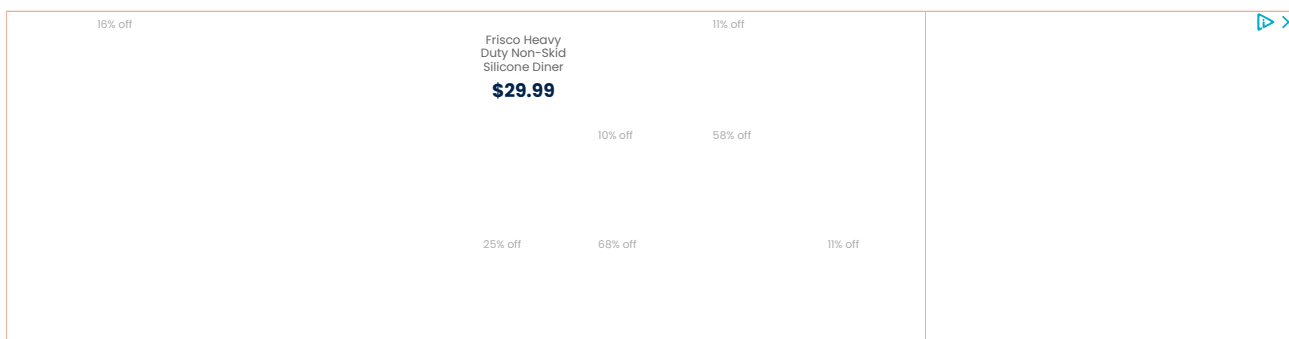 16% off
11% off
Frisco Heavy
Duty Non-Skid
Silicone Diner
$29.99
10% off
58% off
25% off
68% off
11% off